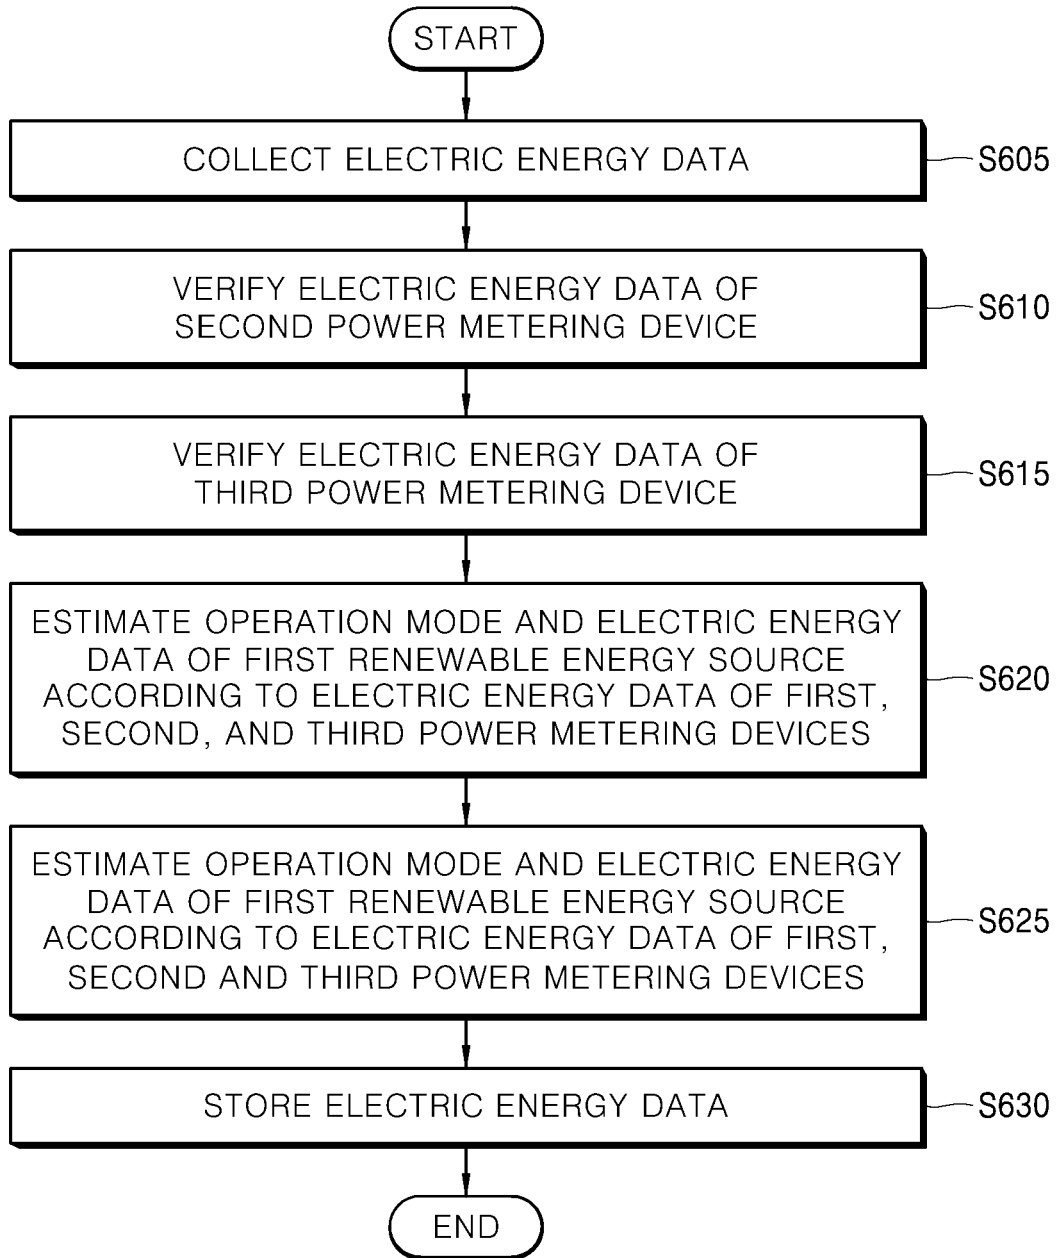 START
COLLECT ELECTRIC ENERGY DATA
S605
VERIFY ELECTRIC ENERGY DATA OF
SECOND POWER METERING DEVICE
S610
VERIFY ELECTRIC ENERGY DATA OF
THIRD POWER METERING DEVICE
S615
ESTIMATE OPERATION MODE AND ELECTRIC ENERGY
DATA OF FIRST RENEWABLE ENERGY SOURCE
ACCORDING TO ELECTRIC ENERGY DATA OF FIRST,
SECOND, AND THIRD POWER METERING DEVICES
S620
ESTIMATE OPERATION MODE AND ELECTRIC ENERGY
DATA OF FIRST RENEWABLE ENERGY SOURCE
ACCORDING TO ELECTRIC ENERGY DATA OF FIRST,
SECOND AND THIRD POWER METERING DEVICES
S625
STORE ELECTRIC ENERGY DATA
S630
END